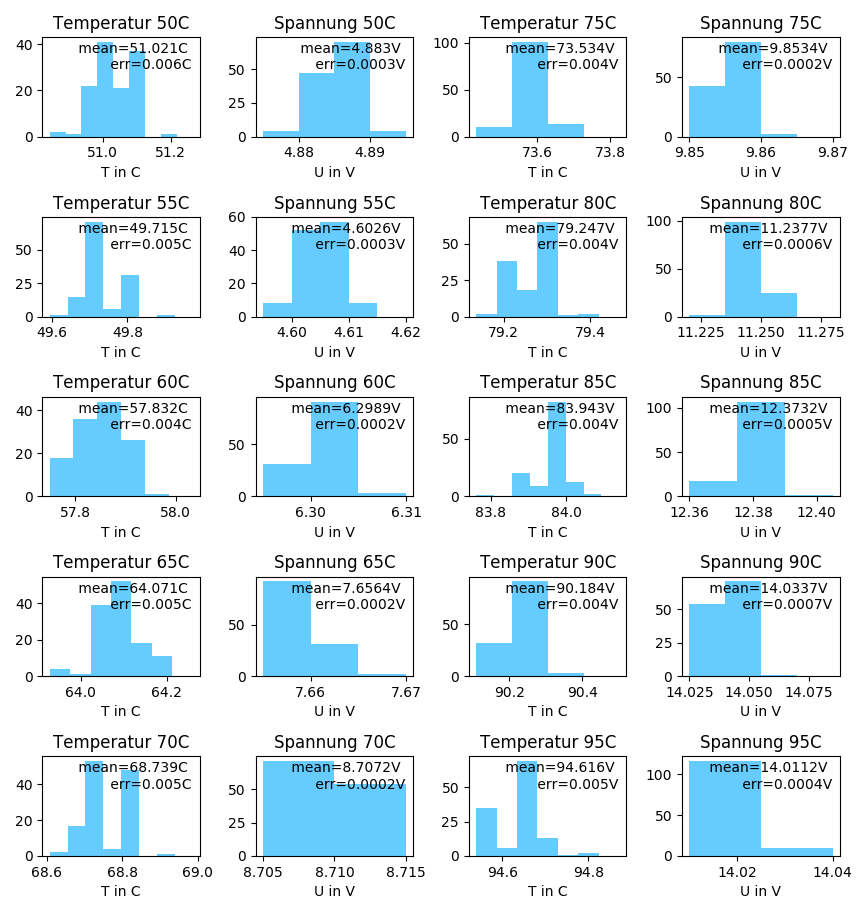 Temperatur 50C
Spannung 50C
Temperatur 75C
Spannung 75C
mean=51.021C
err=0.006C
mean=4.883V
err=0.0003V
mean=73.534C
err=0.004V
mean=9.8534V
err=0.0002V
40
20
0
50
25
0
100
50
0
50
0
51.0
51.2
4.88
4.89
73.6
73.8
9.85
9.86
9.87
T in C
U in V
T in C
U in V
Temperatur 55C
Spannung 55C
Temperatur 80C
Spannung 80C
mean=49.715C
err=0.005C
mean=4.6026V
err=0.0003V
mean=79.247V
err=0.004V
mean=11.2377V
err=0.0006V
50
25
0
60
40
20
0
50
25
0
100
50
0
49.6
49.8
4.60
4.61
4.62
79.2
79.4
11.225
11.250
11.275
T in C
U in V
T in C
U in V
Temperatur 60C
Spannung 60C
Temperatur 85C
Spannung 85C
mean=57.832C
err=0.004C
mean=6.2989V
err=0.0002V
mean=83.943V
err=0.004V
mean=12.3732V
err=0.0005V
40
20
0
50
0
50
0
100
50
0
57.8
58.0
6.30
6.31
83.8
84.0
12.36
12.38
12.40
T in C
U in V
T in C
U in V
Temperatur 65C
Spannung 65C
Temperatur 90C
Spannung 90C
mean=64.071C
err=0.005C
mean=7.6564V
err=0.0002V
mean=90.184V
err=0.004V
mean=14.0337V
err=0.0007V
40
20
0
50
0
50
0
50
25
0
64.0
64.2
7.66
7.67
90.2
90.4
14.025
14.050
14.075
T in C
U in V
T in C
U in V
Temperatur 70C
Spannung 70C
Temperatur 95C
Spannung 95C
mean=68.739C
err=0.005C
mean=8.7072V
err=0.0002V
mean=94.616V
err=0.005V
mean=14.0112V
err=0.0004V
40
20
0
50
25
0
50
25
0
100
50
0
68.6
68.8
69.0
8.705
8.710
8.715
94.6
94.8
14.02
14.04
T in C
U in V
T in C
U in V